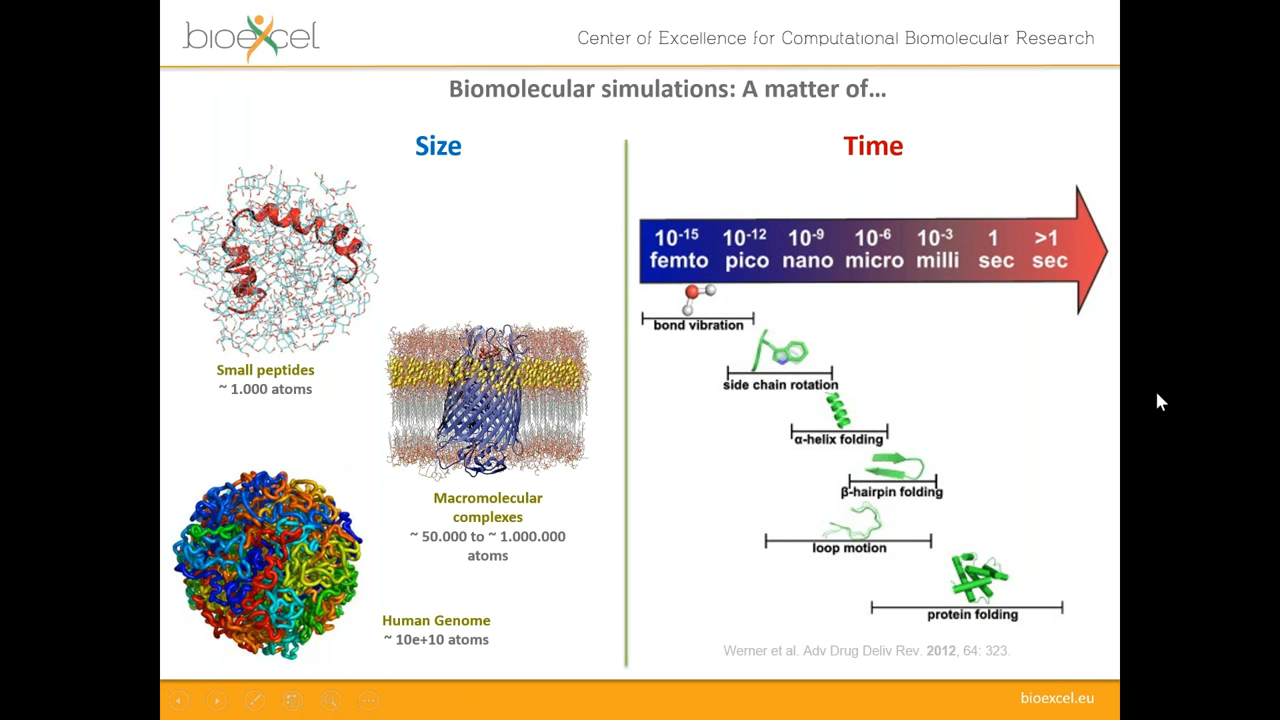 bioexcel
Center of Excellence for Computational Biomolecular Research
Biomolecular simulations: A matter of...
Size
Small peptides
~ 1.000 atoms
Macromolecular
complexes
~ 50.000 to ~ 1.000.000
atoms
Human Genome
~ 10e+10 atoms
Time
10⁻¹⁵ 10⁻¹² 10⁻⁹ 10⁻⁶ 10⁻³ 1 >1
femto pico nano micro milli sec sec
bond vibration
side chain rotation
α-helix folding
β-hairpin folding
loop motion
protein folding
Werner et al. Adv Drug Deliv Rev. 2012, 64: 323.
bioexcel.eu